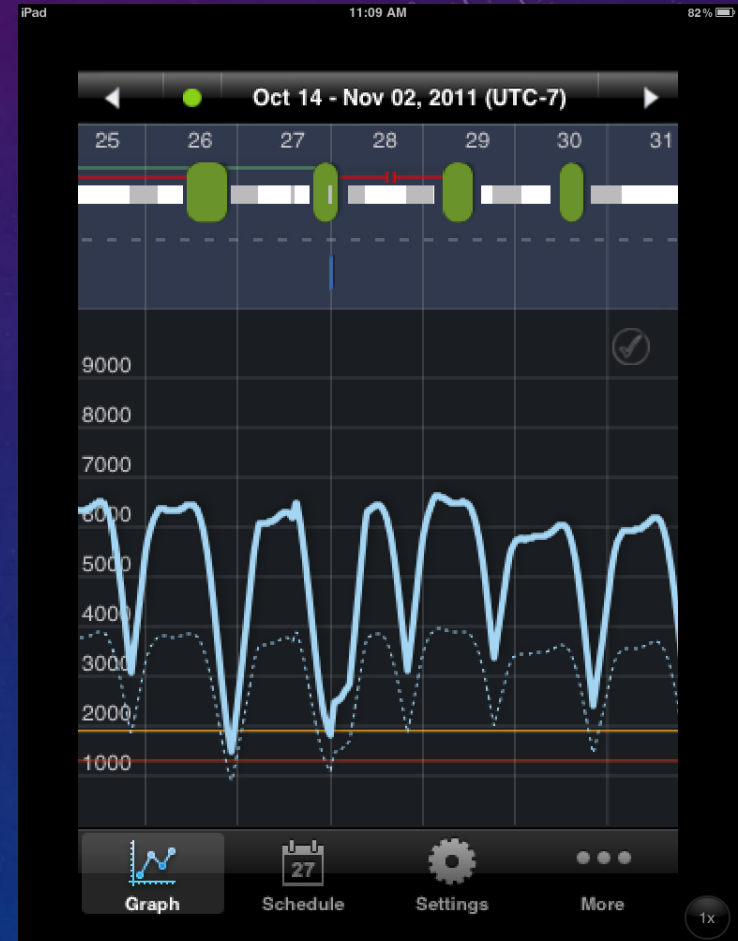 iPad 11:09 AM 82%
Oct 14 - Nov 02, 2011 (UTC-7)
25 26 27 28 29 30 31
9000
8000
7000
6000
5000
4000
3000
2000
1000
27
Graph Schedule Settings More
1x